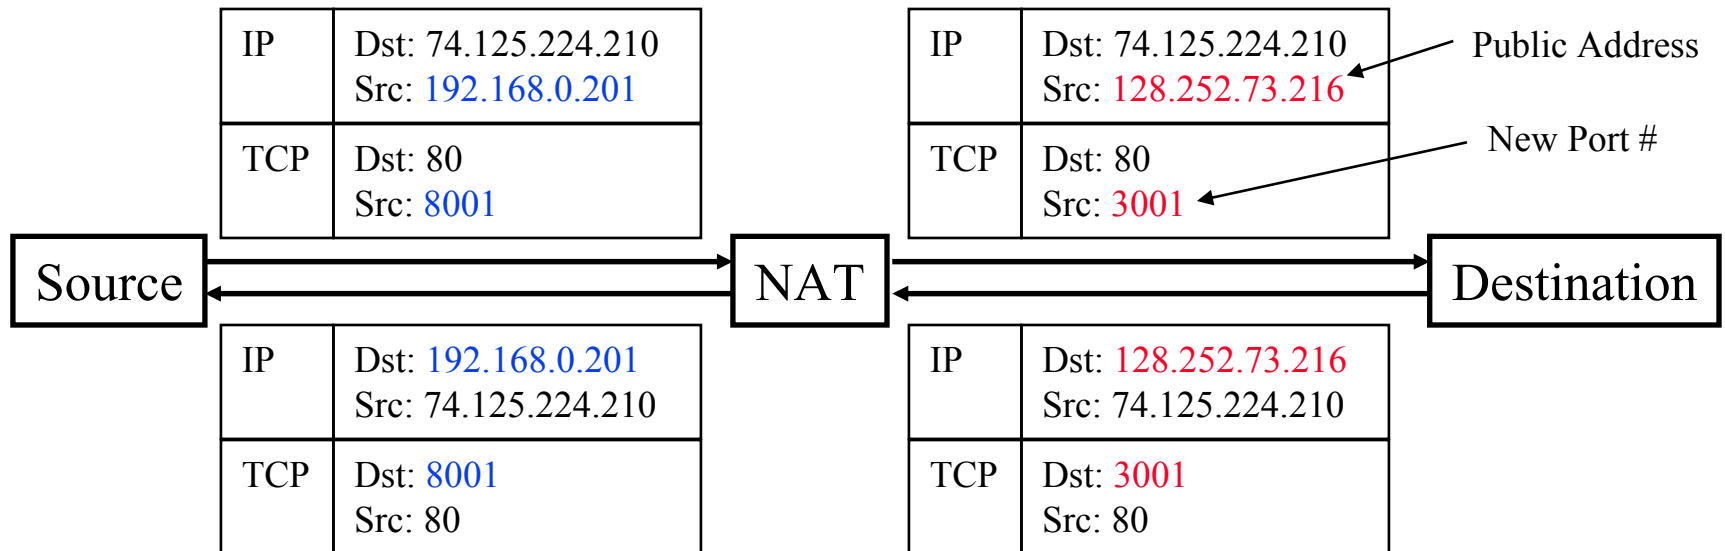 IP
Dst: 74.125.224.210
Src: 192.168.0.201
TCP
Dst: 80
Src: 8001
IP
Dst: 74.125.224.210
Src: 128.252.73.216
TCP
Dst: 80
Src: 3001
Public Address
New Port #
Source
NAT
Destination
IP
Dst: 192.168.0.201
Src: 74.125.224.210
TCP
Dst: 8001
Src: 80
IP
Dst: 128.252.73.216
Src: 74.125.224.210
TCP
Dst: 3001
Src: 80